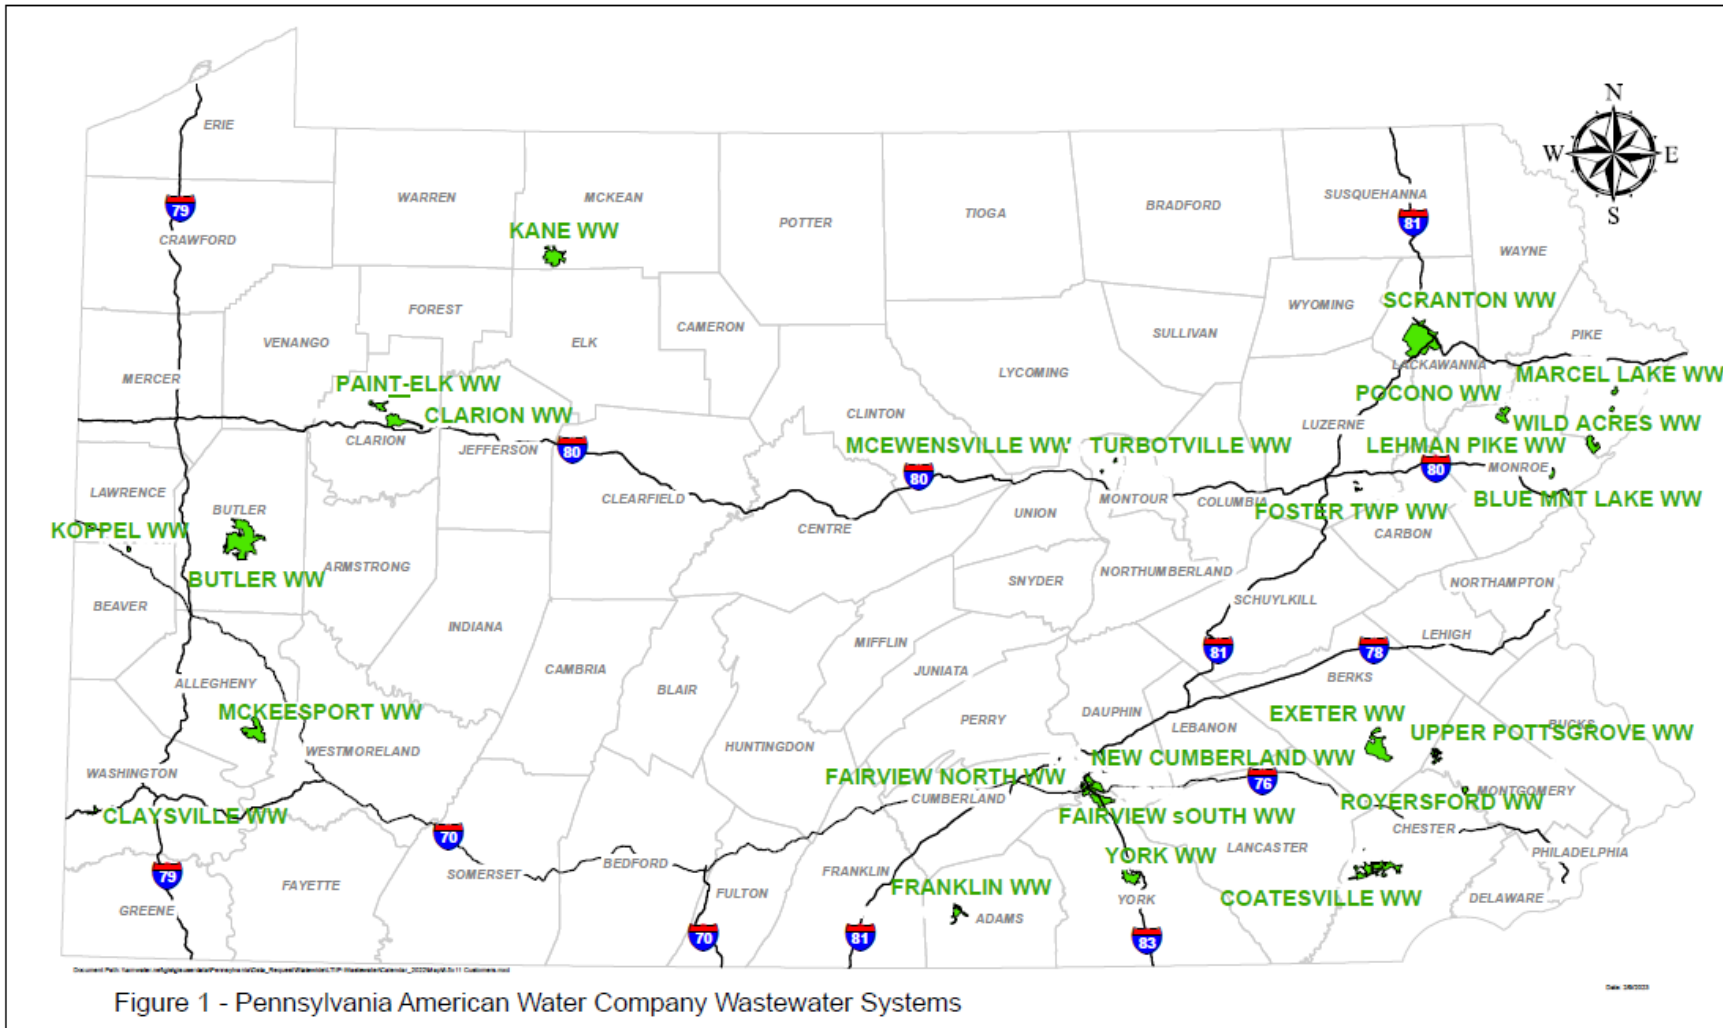 N
W E
S
ERIE
79
CRAWFORD
WARREN
MCKEAN
KANE WW
POTTER
TIOGA
BRADFORD
SUSQUEHANNA
81
WAYNE
WYOMING
SCRANTON WW
PIKE
FOREST
VENANGO
ELK
CAMERON
SULLIVAN
LACKAWANNA
MERCER
LYCOMING
PAINT-ELK WW
POCONO WW
MARCEL LAKE WW
CLARION WW
CLARION
JEFFERSON
80
CLINTON
LUZERNE
WILD ACRES WW
MCEWENSVILLE WW
TURBOTVILLE WW
LEHMAN PIKE WW
80
80
MONROE
LAWRENCE
CLEARFIELD
MONTOUR
COLUMBIA
BLUE MNT LAKE WW
BUTLER
UNION
FOSTER TWP WW
KOPPEL WW
CENTRE
CARBON
ARMSTRONG
BUTLER WW
SNYDER
NORTHUMBERLAND
NORTHAMPTON
BEAVER
SCHUYLKILL
INDIANA
MIFFLIN
LEHIGH
81
78
CAMBRIA
JUNIATA
BERKS
ALLEGHENY
BLAIR
MCKEESPORT WW
PERRY
DAUPHIN
LEBANON
EXETER WW
WESTMORELAND
HUNTINGDON
BUCKS
UPPER POTTSGROVE WW
WASHINGTON
FAIRVIEW NORTH WW
NEW CUMBERLAND WW
CUMBERLAND
76
ROYERSFORD WW
MONTGOMERY
CLAYSVILLE WW
FAIRVIEW sOUTH WW
CHESTER
70
LANCASTER
PHILADELPHIA
BEDFORD
YORK WW
79
FAYETTE
SOMERSET
FULTON
FRANKLIN
FRANKLIN WW
YORK
COATESVILLE WW
DELAWARE
GREENE
ADAMS
70
81
83
Figure 1 - Pennsylvania American Water Company Wastewater Systems